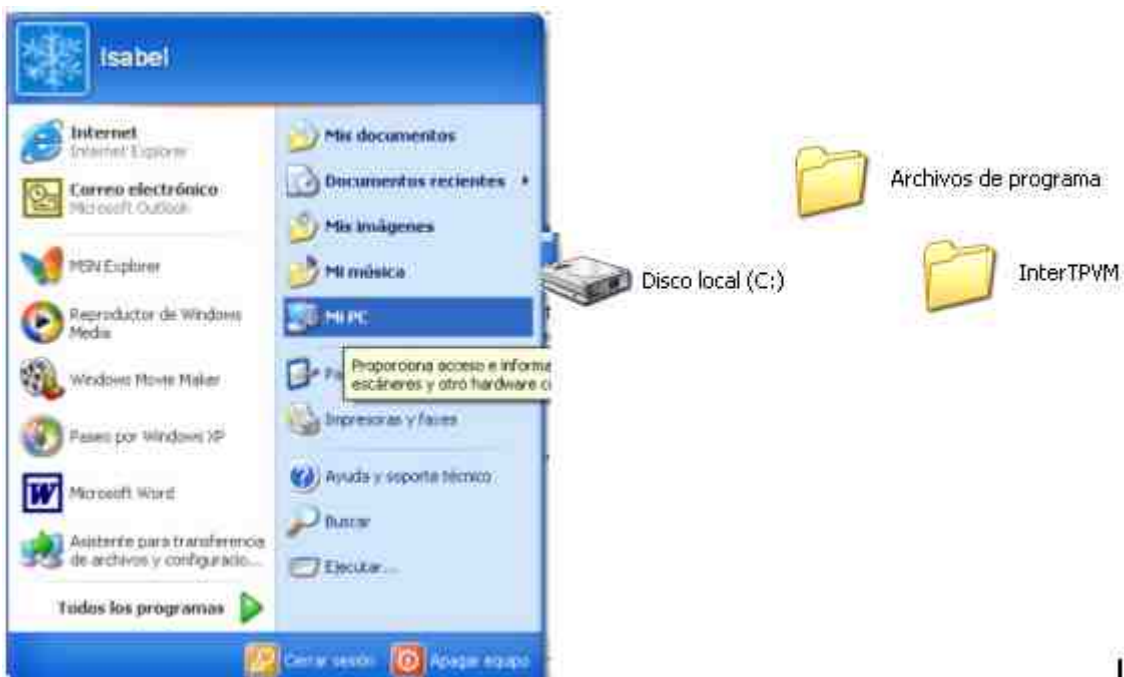 Isabel
Internet
Internet Explorer
Correo electrónico
Microsoft Outlook
MSN Explorer
Reproductor de Windows
Media
Windows Movie Maker
Paseo por Windows XP
Microsoft Word
Asistente para transferencia
de archivos y configuracio...
Todos los programas
Mis documentos
Documentos recientes
Mis imágenes
Mi música
Mi PC
Proporciona acceso e informa
escáneres y otro hardware c
Impresoras y faxes
Ayuda y soporte técnico
Buscar
Ejecutar...
Cerrar sesión
Apagar equipo
Disco local (C:)
Archivos de programa
InterTPVM